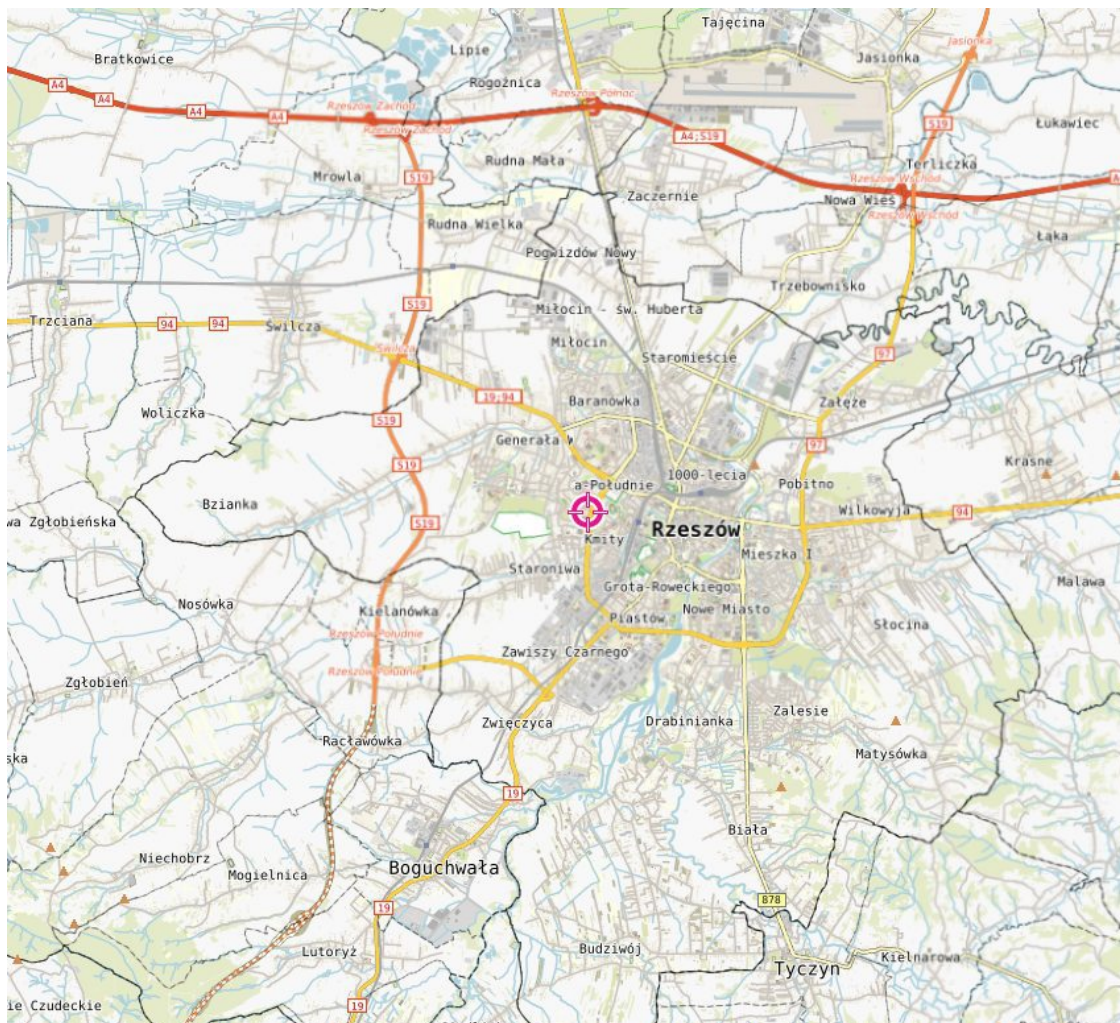 Tajęcina
Bratkowice
Lipie
Jasionka
Jasionka
Rogoźnica
A4
A4
Rzeszów Zachód
Rzeszów Północ
A4
A4
Rzeszów Zachód
S19
Łukawiec
A4;S19
Rudna Mała
Terliczka
Mrowla
S19
Rzeszów Wschód
Zaczernie
Nowa Wieś
Rzeszów Wschód
Rudna Wielka
Łąka
Pogwizdów Nowy
Trzebownisko
S19
Miłocin - św. Huberta
Trzciana
94
94
Świlcza
Miłocin
Świlcza
97
Staromieście
19;94
Baranówka
Załęże
Woliczka
S19
Generała W
97
S19
Krasne
1000-lecia
a-Południe
Pobitno
Bzianka
Wilkowyja
94
wa Zgłobieńska
S19
Rzeszów
Kmity
Mieszka I
Staroniwa
Malawa
Grota-Roweckiego
Nosówka
Kielanówka
Nowe Miasto
Piastów
Słocina
Rzeszów Południe
Zawiszy Czarnego
Rzeszów Południe
Zgłobień
Zalesie
Zwięczyca
Drabinianka
Racławówka
Matysówka
ska
19
Biała
Niechobrz
Boguchwała
Mogielnica
878
19
Lutoryż
Budziwój
Kielnarowa
Tyczyn
ie Czudeckie
19